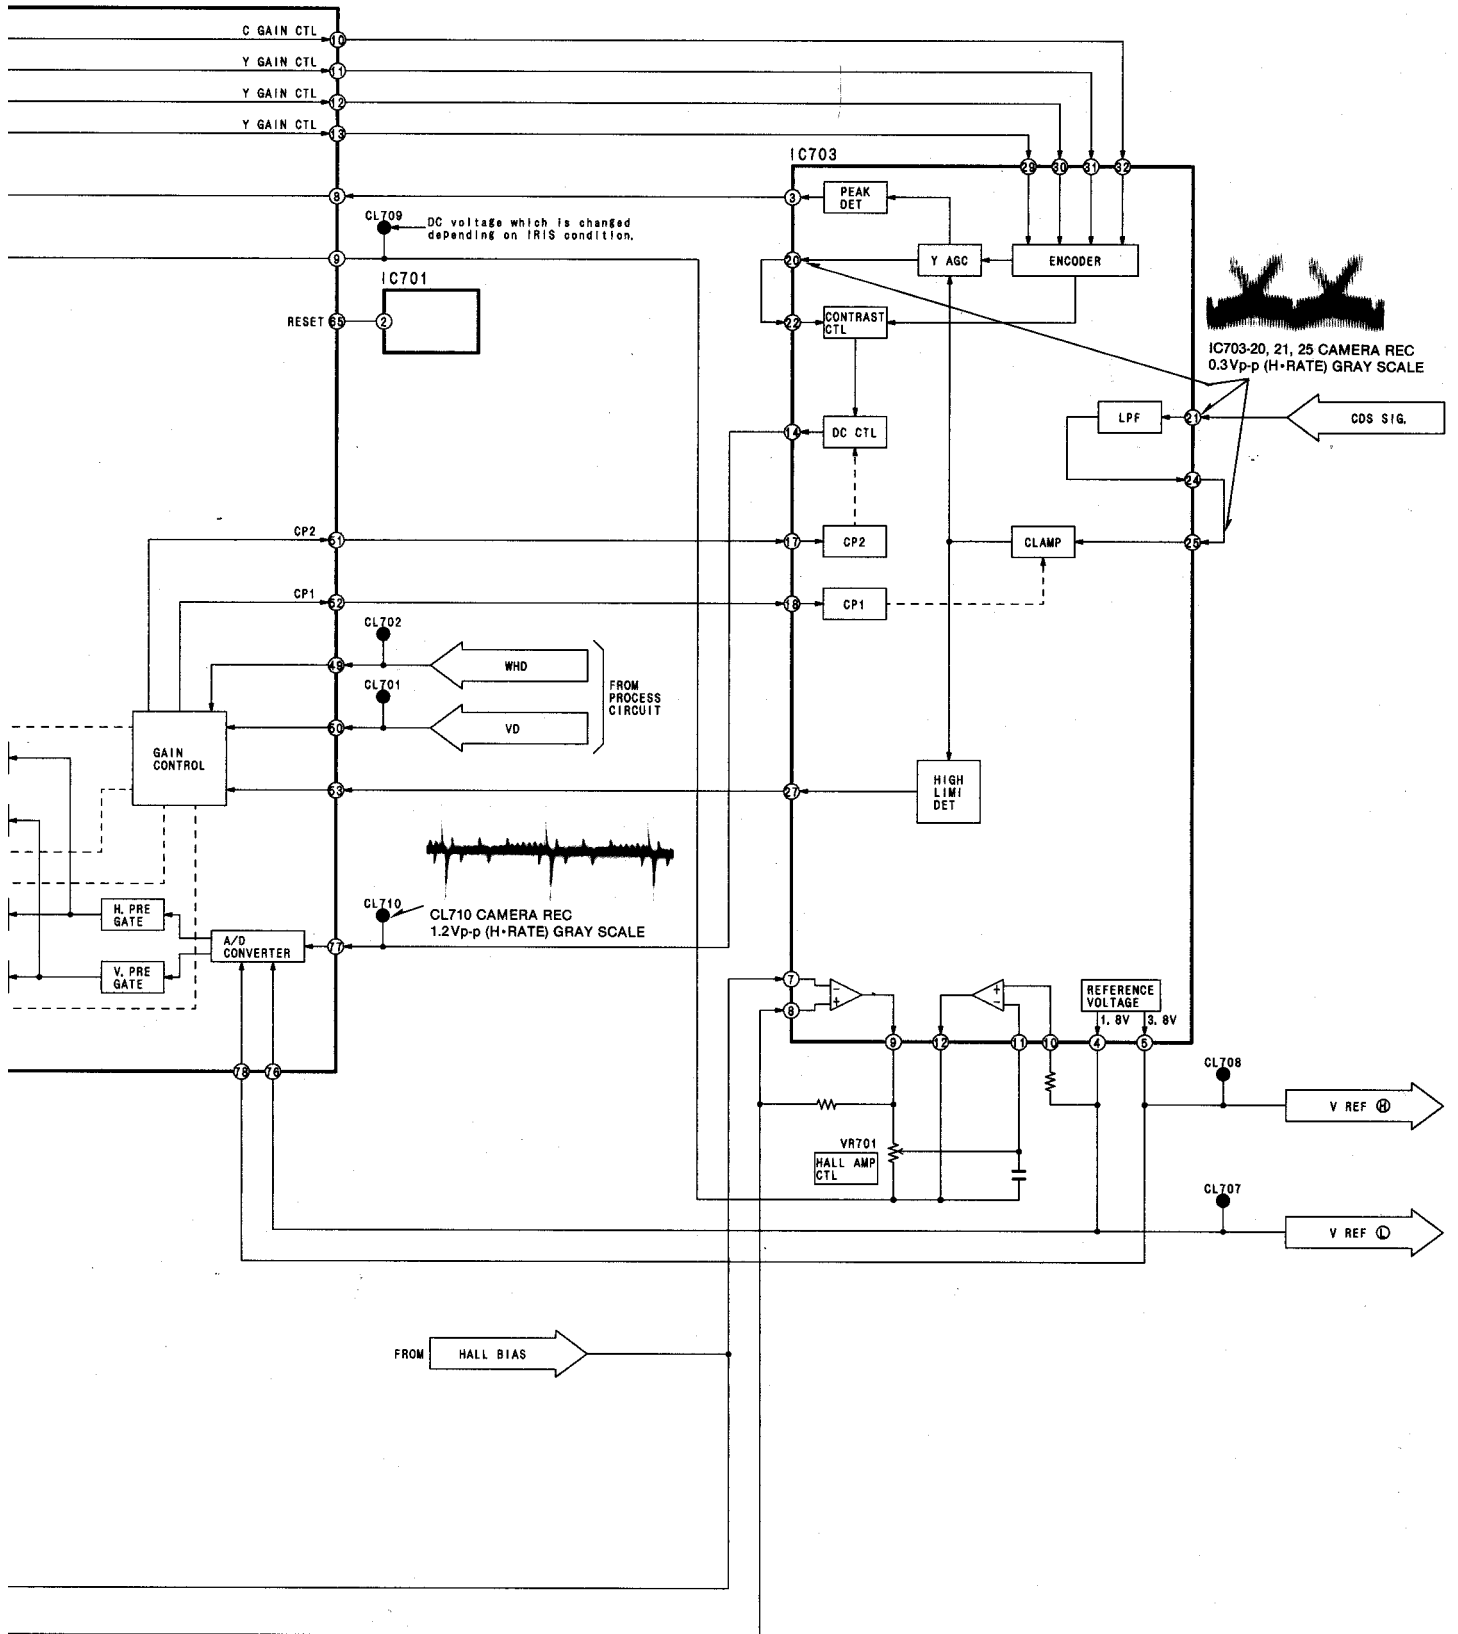 C GAIN CTL 10
Y GAIN CTL 11
Y GAIN CTL 12
Y GAIN CTL 13
IC703
29 30 31 32
8
3
PEAK
DET
CL709
DC voltage which is changed
depending on IRIS condition.
9
20
Y AGC
ENCODER
IC701
RESET 65
2
22
CONTRAST
CTL
IC703-20, 21, 25 CAMERA REC
0.3Vp-p (H•RATE) GRAY SCALE
14
DC CTL
LPF
21
CDS SIG.
24
CP2
51
17
CP2
CLAMP
25
CP1
52
18
CP1
CL702
49
WHD
CL701
50
VD
FROM
PROCESS
CIRCUIT
GAIN
CONTROL
53
27
HIGH
LIMI
DET
CL710
CL710 CAMERA REC
1.2Vp-p (H•RATE) GRAY SCALE
H. PRE
GATE
A/D
CONVERTER
77
V. PRE
GATE
7
8
−
+
+
−
REFERENCE
VOLTAGE
1.8V 3.8V
9 12 11 10 4
78 76
CL708
V REF Ⓗ
VR701
HALL AMP
CTL
CL707
V REF Ⓛ
FROM
HALL BIAS